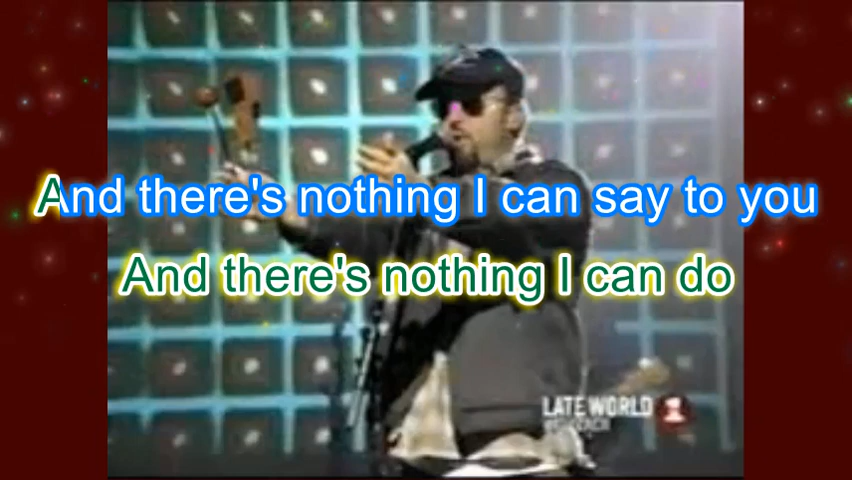 And there's nothing I can say to you
And there's nothing I can do
LATE WORLD